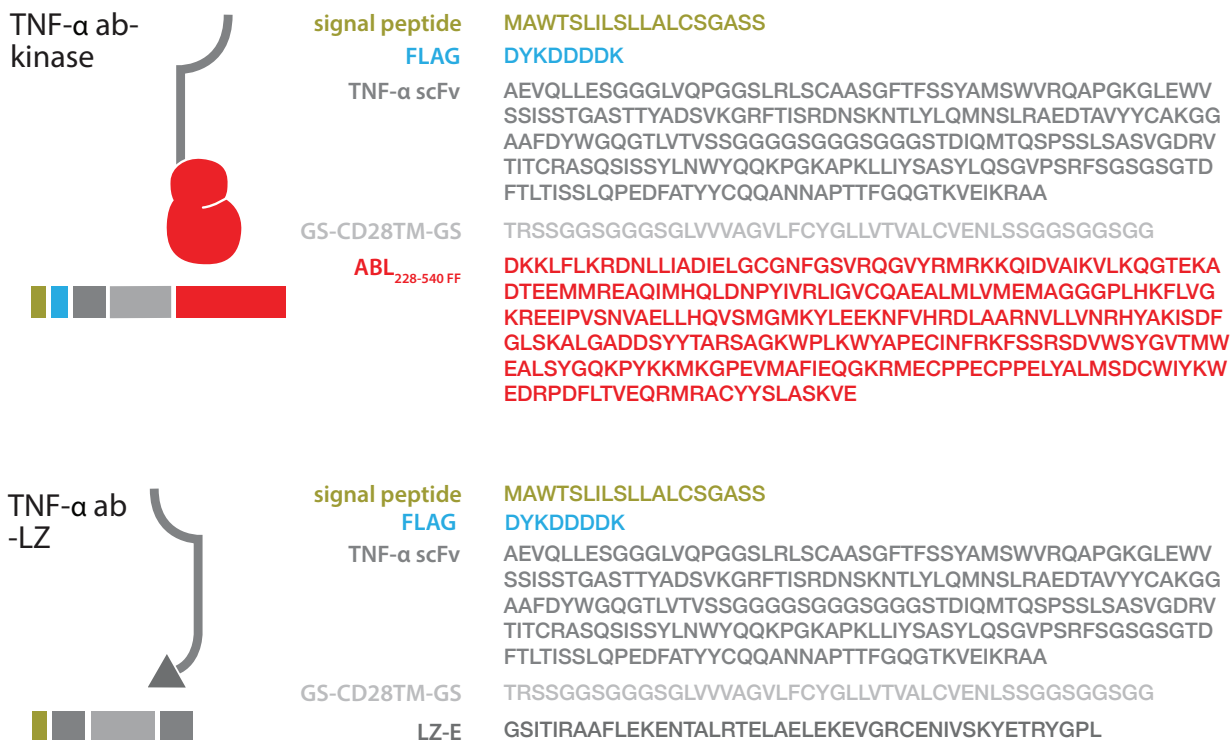 TNF-α ab-
kinase
signal peptide MAWTSLILSLLALCSGASS
FLAG DYKDDDDK
TNF-α scFv AEVQLLESGGGLVQPGGSLRLSCAASGFTFSSYAMSWVRQAPGKGLEWV
SSISSTGASTTYADSVKGRFTISRDNSKNTLYLQMNSLRAEDTAVYYCAKGG
AAFDYWGQGTLVTVSSGGGGSGGGSGGGSTDIQMTQSPSSLSASVGDRV
TITCRASQSISSYLNWYQQKPGKAPKLLIYSASYLQSGVPSRFSGSGSGTD
FTLTISSLQPEDFATYYCQQANNAPTTFGQGTKVEIKRAA
GS-CD28TM-GS TRSSGGSGGGSGLVVVAGVLFCYGLLVTVALCVENLSSGGSGGSGG
ABL228-540 FF DKKLFLKRDNLLIADIELGCGNFGSVRQGVYRMRKKQIDVAIKVLKQGTEKA
DTEEMMREAQIMHQLDNPYIVRLIGVCQAEALMLVMEMAGGGPLHKFLVG
KREEIPVSNVAELLHQVSMGMKYLEEKNFVHRDLAARNVLLVNRHYAKISDF
GLSKALGADDSYYTARSAGKWPLKWYAPECINFRKFSSRSDVWSYGVTMW
EALSYGQKPYKKMKGPEVMAFIEQGKRMECPPECPPELYALMSDCWIYKW
EDRPDFLTVEQRMRACYYSLASKVE
TNF-α ab
-LZ
signal peptide MAWTSLILSLLALCSGASS
FLAG DYKDDDDK
TNF-α scFv AEVQLLESGGGLVQPGGSLRLSCAASGFTFSSYAMSWVRQAPGKGLEWV
SSISSTGASTTYADSVKGRFTISRDNSKNTLYLQMNSLRAEDTAVYYCAKGG
AAFDYWGQGTLVTVSSGGGGSGGGSGGGSTDIQMTQSPSSLSASVGDRV
TITCRASQSISSYLNWYQQKPGKAPKLLIYSASYLQSGVPSRFSGSGSGTD
FTLTISSLQPEDFATYYCQQANNAPTTFGQGTKVEIKRAA
GS-CD28TM-GS TRSSGGSGGGSGLVVVAGVLFCYGLLVTVALCVENLSSGGSGGSGG
LZ-E GSITIRAAFLEKENTALRTELAELEKEVGRCENIVSKYETRYGPL